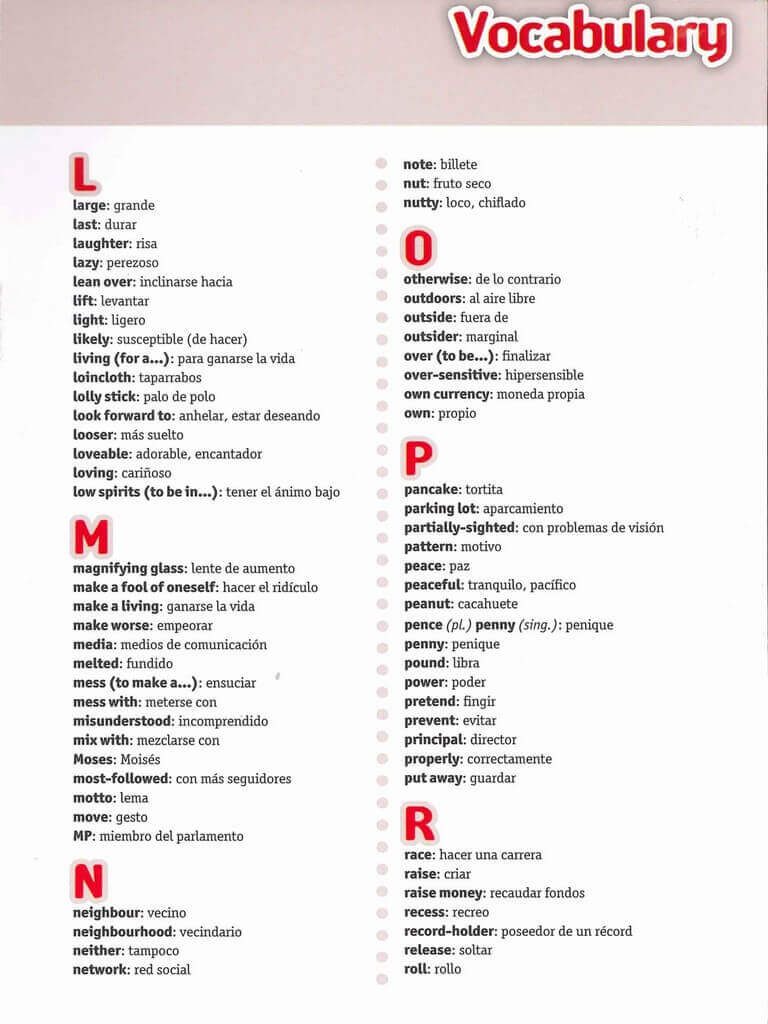 Vocabulary
L
large: grande
last: durar
laughter: risa
lazy: perezoso
lean over: inclinarse hacia
lift: levantar
light: ligero
likely: susceptible (de hacer)
living (for a...): para ganarse la vida
loincloth: taparrabos
lolly stick: palo de polo
look forward to: anhelar, estar deseando
looser: más suelto
loveable: adorable, encantador
loving: cariñoso
low spirits (to be in...): tener el ánimo bajo
M
magnifying glass: lente de aumento
make a fool of oneself: hacer el ridículo
make a living: ganarse la vida
make worse: empeorar
media: medios de comunicación
melted: fundido
mess (to make a...): ensuciar
mess with: meterse con
misunderstood: incomprendido
mix with: mezclarse con
Moses: Moisés
most-followed: con más seguidores
motto: lema
move: gesto
MP: miembro del parlamento
N
neighbour: vecino
neighbourhood: vecindario
neither: tampoco
network: red social
note: billete
nut: fruto seco
nutty: loco, chiflado
O
otherwise: de lo contrario
outdoors: al aire libre
outside: fuera de
outsider: marginal
over (to be...): finalizar
over-sensitive: hipersensible
own currency: moneda propia
own: propio
P
pancake: tortita
parking lot: aparcamiento
partially-sighted: con problemas de visión
pattern: motivo
peace: paz
peaceful: tranquilo, pacífico
peanut: cacahuete
pence (pl.) penny (sing.): penique
penny: penique
pound: libra
power: poder
pretend: fingir
prevent: evitar
principal: director
properly: correctamente
put away: guardar
R
race: hacer una carrera
raise: criar
raise money: recaudar fondos
recess: recreo
record-holder: poseedor de un récord
release: soltar
roll: rollo